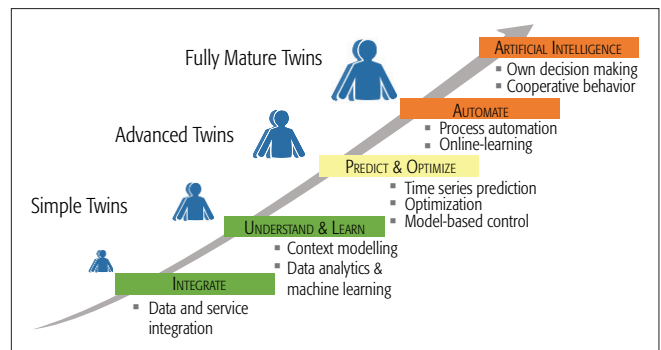 Fully Mature Twins
ARTIFICIAL INTELLIGENCE
▪ Own decision making
▪ Cooperative behavior
Advanced Twins
AUTOMATE
▪ Process automation
▪ Online-learning
PREDICT & OPTIMIZE
▪ Time series prediction
▪ Optimization
▪ Model-based control
Simple Twins
UNDERSTAND & LEARN
▪ Context modelling
▪ Data analytics &
machine learning
INTEGRATE
▪ Data and service
integration